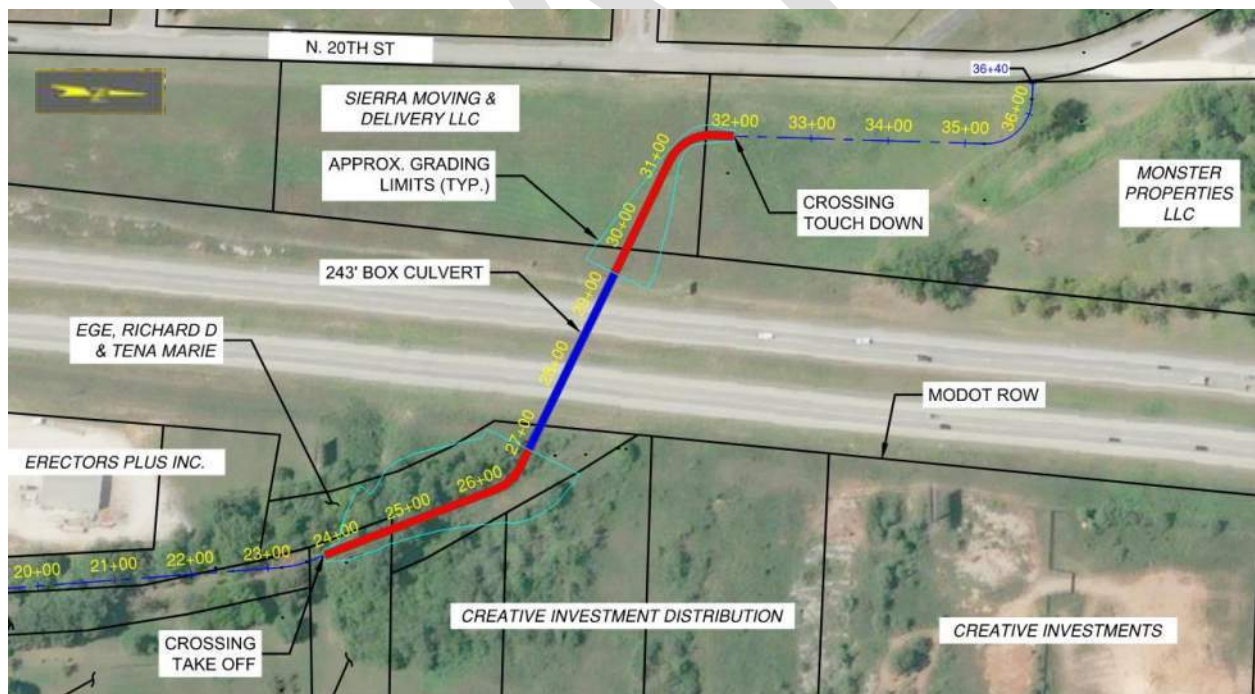 N. 20TH ST
36+40
SIERRA MOVING &
DELIVERY LLC
32+00
33+00
34+00
35+00
36+00
31+00
APPROX. GRADING
LIMITS (TYP.)
MONSTER
PROPERTIES
LLC
CROSSING
TOUCH DOWN
30+00
243' BOX CULVERT
29+00
EGE, RICHARD D
& TENA MARIE
28+00
MODOT ROW
27+00
ERECTORS PLUS INC.
26+00
25+00
24+00
23+00
22+00
21+00
20+00
CREATIVE INVESTMENT DISTRIBUTION
CREATIVE INVESTMENTS
CROSSING
TAKE OFF